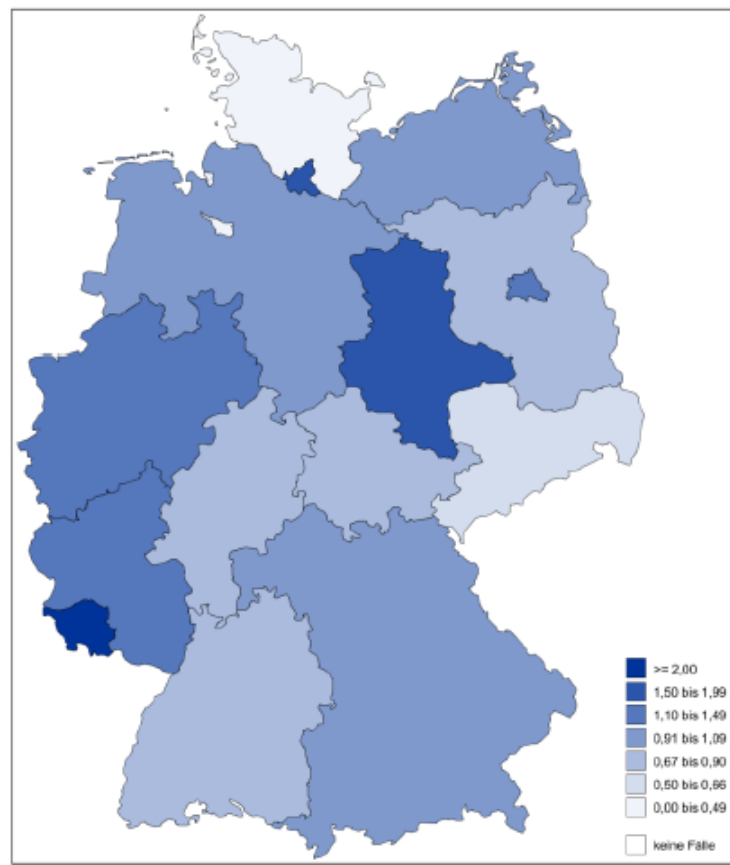 >= 2,00
1,50 bis 1,99
1,10 bis 1,49
0,91 bis 1,09
0,67 bis 0,90
0,50 bis 0,66
0,00 bis 0,49
keine Fälle